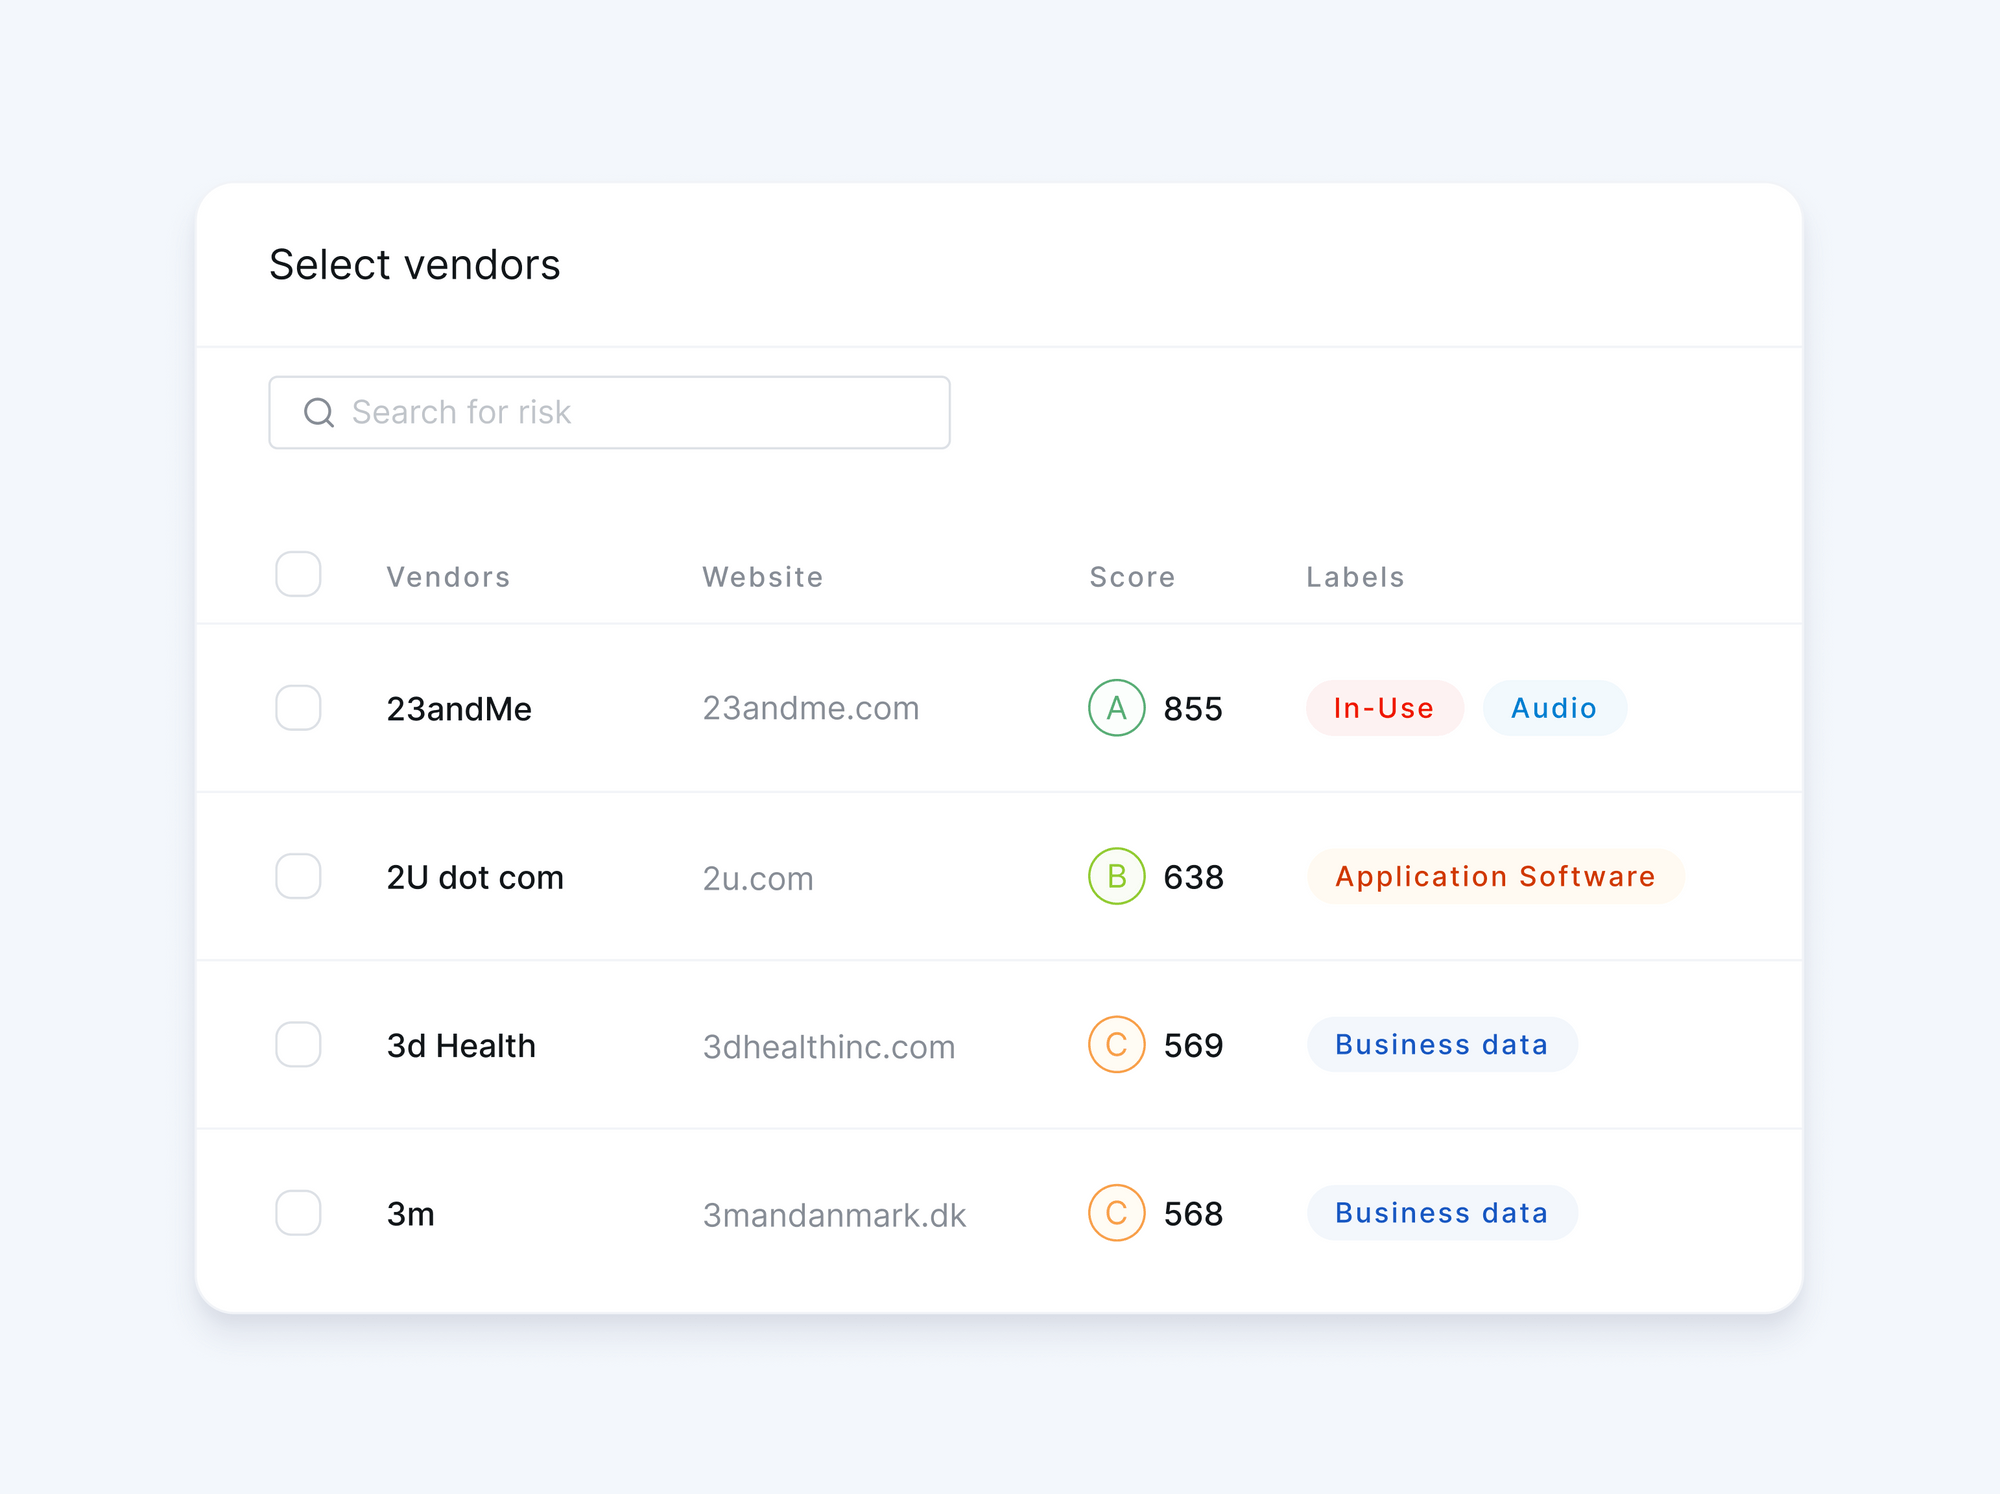 Select vendors
Search for risk
Vendors Website Score Labels
23andMe 23andme.com A 855 In-Use Audio
2U dot com 2u.com B 638 Application Software
3d Health 3dhealthinc.com C 569 Business data
3m 3mandanmark.dk C 568 Business data